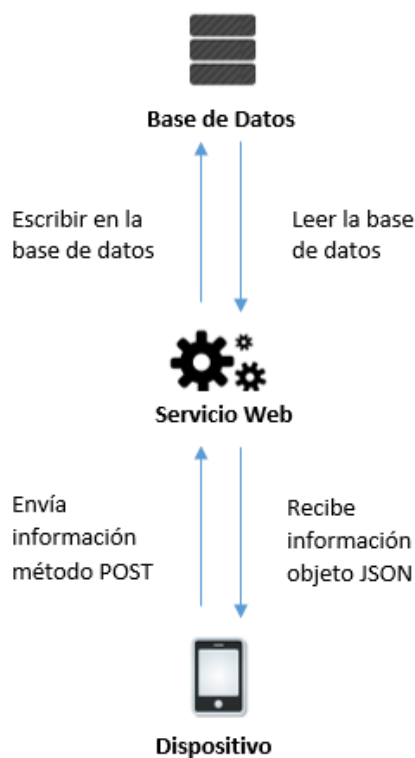 Base de Datos
Escribir en la
base de datos
Leer la base
de datos
Servicio Web
Envía
información
método POST
Recibe
información
objeto JSON
Dispositivo